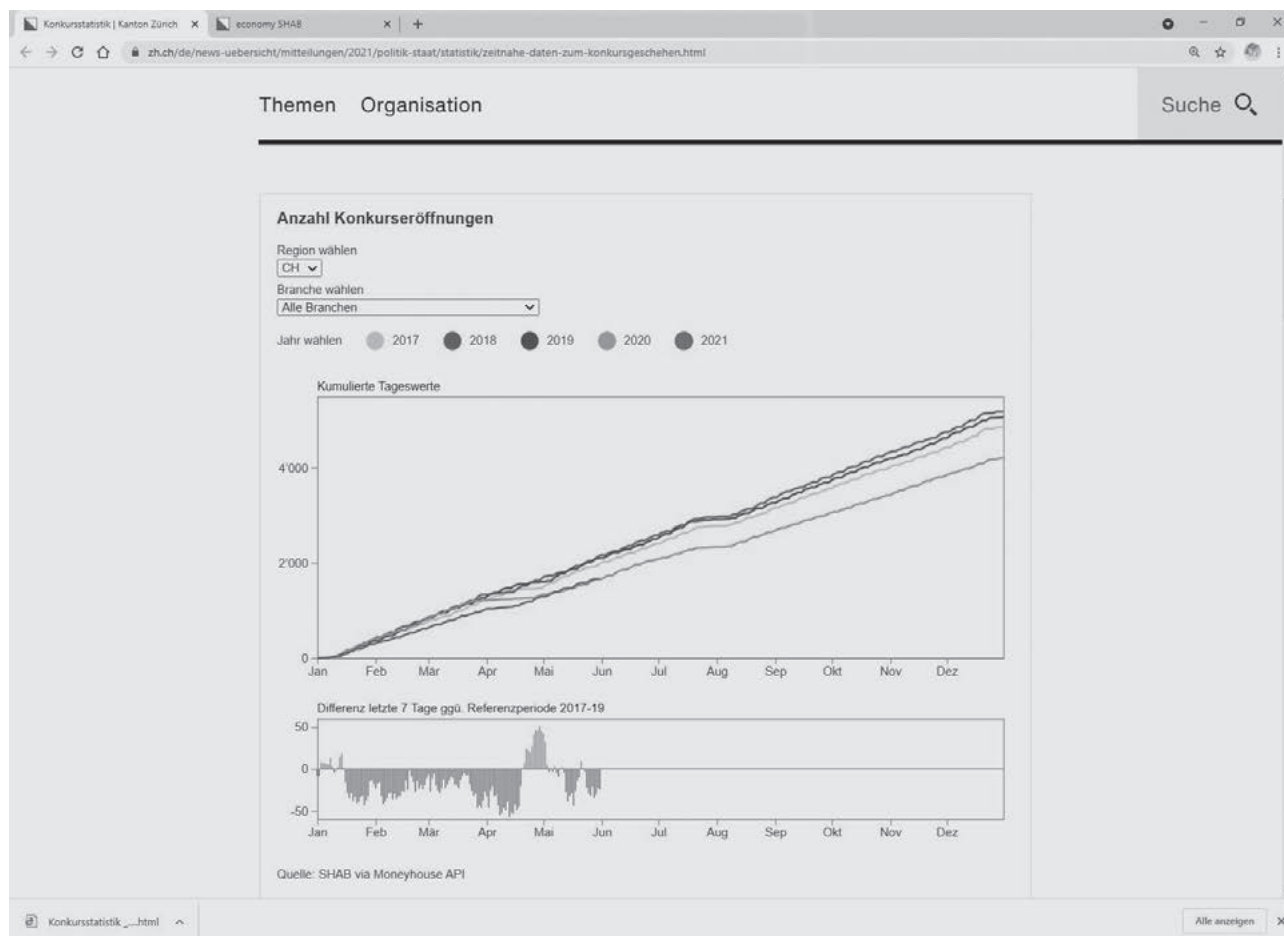 Konkursstatistik | Kanton Zürich
economy SHAB
zh.ch/de/news-uebersicht/mitteilungen/2021/politik-staat/statistik/zeitnahe-daten-zum-konkursgeschehen.html
Themen Organisation Suche
Anzahl Konkurseröffnungen
Region wählen
CH
Branche wählen
Alle Branchen
Jahr wählen 2017 2018 2019 2020 2021
Kumulierte Tageswerte
4'000
2'000
0
Jan Feb Mär Apr Mai Jun Jul Aug Sep Okt Nov Dez
Differenz letzte 7 Tage ggü. Referenzperiode 2017-19
50
0
-50
Jan Feb Mär Apr Mai Jun Jul Aug Sep Okt Nov Dez
Quelle: SHAB via Moneyhouse API
Konkursstatistik_....html Alle anzeigen